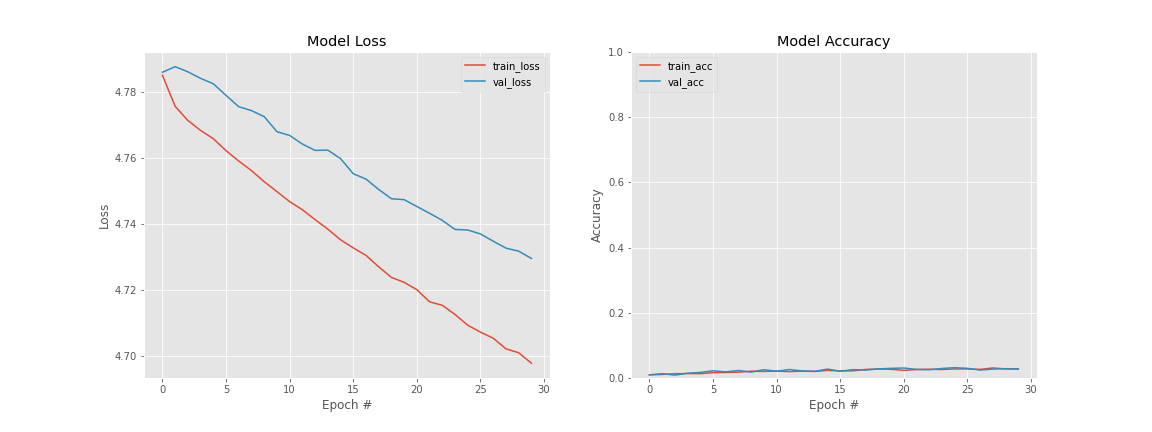 Model Loss
train_loss
val_loss
4.78
4.76
4.74
4.72
4.70
Loss
0 5 10 15 20 25 30
Epoch #
Model Accuracy
train_acc
val_acc
1.0
0.8
0.6
0.4
0.2
0.0
Accuracy
0 5 10 15 20 25 30
Epoch #